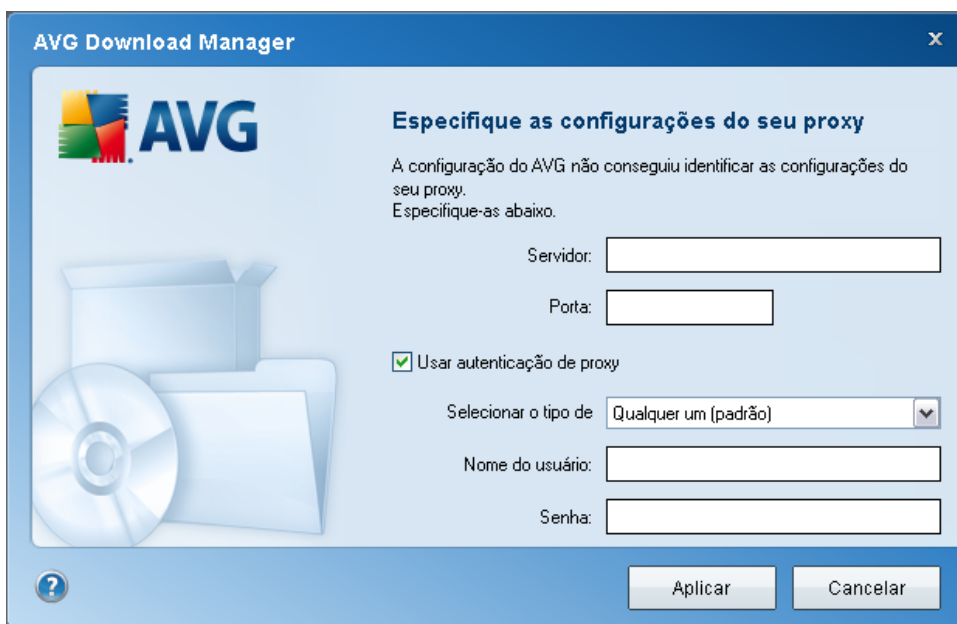 AVG Download Manager
AVG
Especifique as configurações do seu proxy
A configuração do AVG não conseguiu identificar as configurações do
seu proxy.
Especifique-as abaixo.
Servidor:
Porta:
Usar autenticação de proxy
Selecionar o tipo de
Qualquer um (padrão)
Nome do usuário:
Senha:
Aplicar
Cancelar